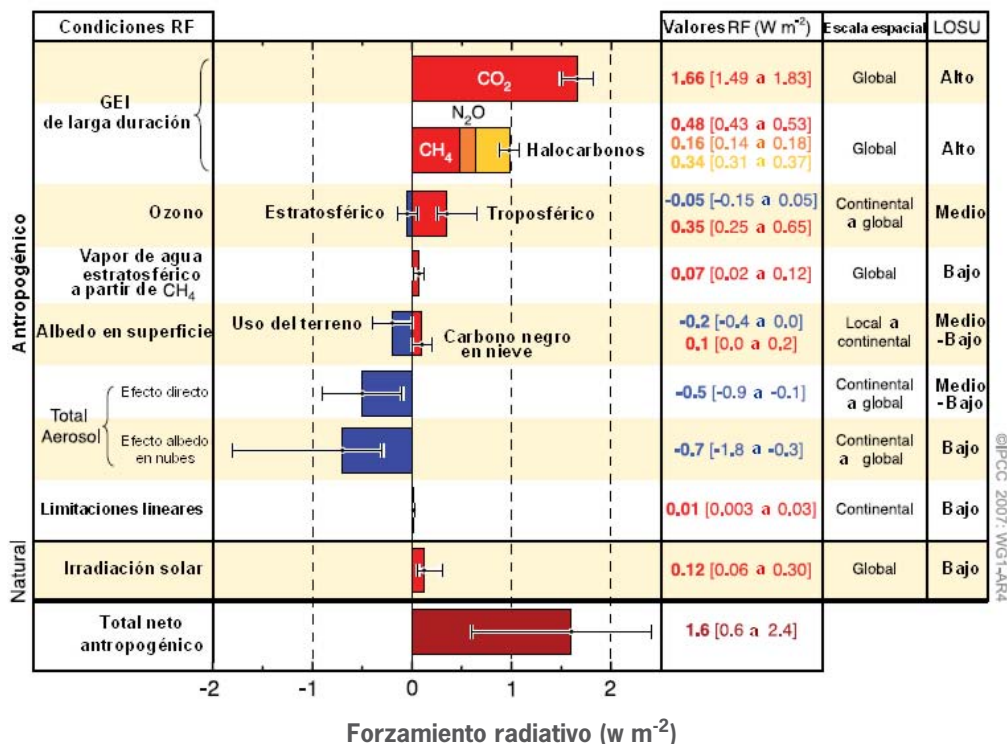 Condiciones RF
Valores RF (W m⁻²)
Escala espacial
LOSU
Antropogénico
GEI
de larga duración
CO₂
1.66 [1.49 a 1.83]
Global
Alto
N₂O
CH₄
Halocarbonos
0.48 [0.43 a 0.53]
0.16 [0.14 a 0.18]
0.34 [0.31 a 0.37]
Global
Alto
Ozono
Estratosférico
Troposférico
-0.05 [-0.15 a 0.05]
0.35 [0.25 a 0.65]
Continental
a global
Medio
Vapor de agua
estratosférico
a partir de CH₄
0.07 [0.02 a 0.12]
Global
Bajo
Albedo en superficie
Uso del terreno
Carbono negro
en nieve
-0.2 [-0.4 a 0.0]
0.1 [0.0 a 0.2]
Local a
continental
Medio
-Bajo
Total
Aerosol
Efecto directo
-0.5 [-0.9 a -0.1]
Continental
a global
Medio
-Bajo
Efecto albedo
en nubes
-0.7 [-1.8 a -0.3]
Continental
a global
Bajo
Limitaciones lineares
0.01 [0.003 a 0.03]
Continental
Bajo
Natural
Irradiación solar
0.12 [0.06 a 0.30]
Global
Bajo
Total neto
antropogénico
1.6 [0.6 a 2.4]
-2 -1 0 1 2
Forzamiento radiativo (w m⁻²)
©IPCC 2007: WG1-AR4